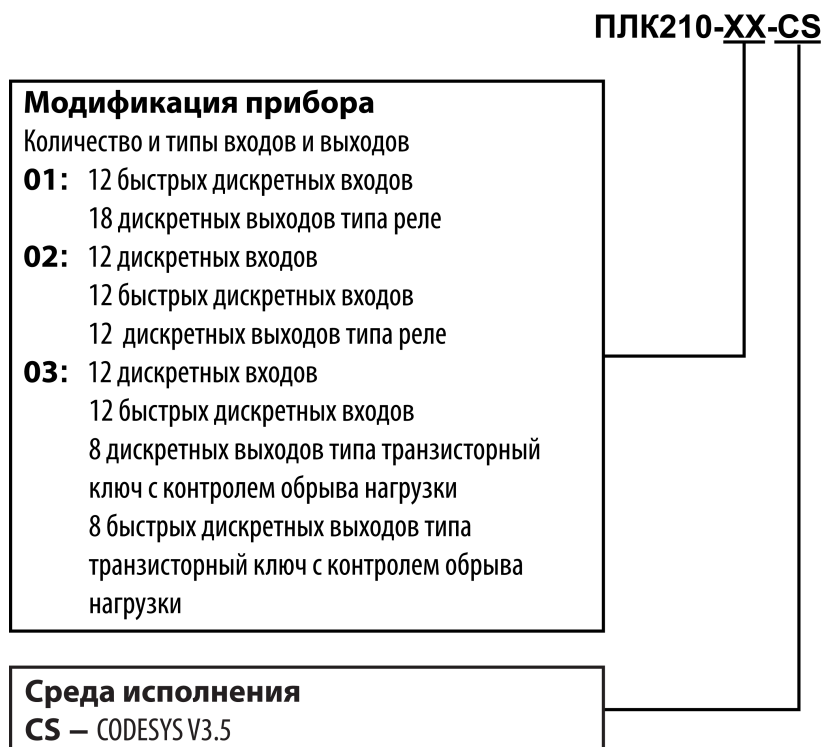 ПЛК210-XX-CS
Модификация прибора
Количество и типы входов и выходов
01: 12 быстрых дискретных входов
18 дискретных выходов типа реле
02: 12 дискретных входов
12 быстрых дискретных входов
12 дискретных выходов типа реле
03: 12 дискретных входов
12 быстрых дискретных входов
8 дискретных выходов типа транзисторный
ключ с контролем обрыва нагрузки
8 быстрых дискретных выходов типа
транзисторный ключ с контролем обрыва
нагрузки
Среда исполнения
CS – CODESYS V3.5